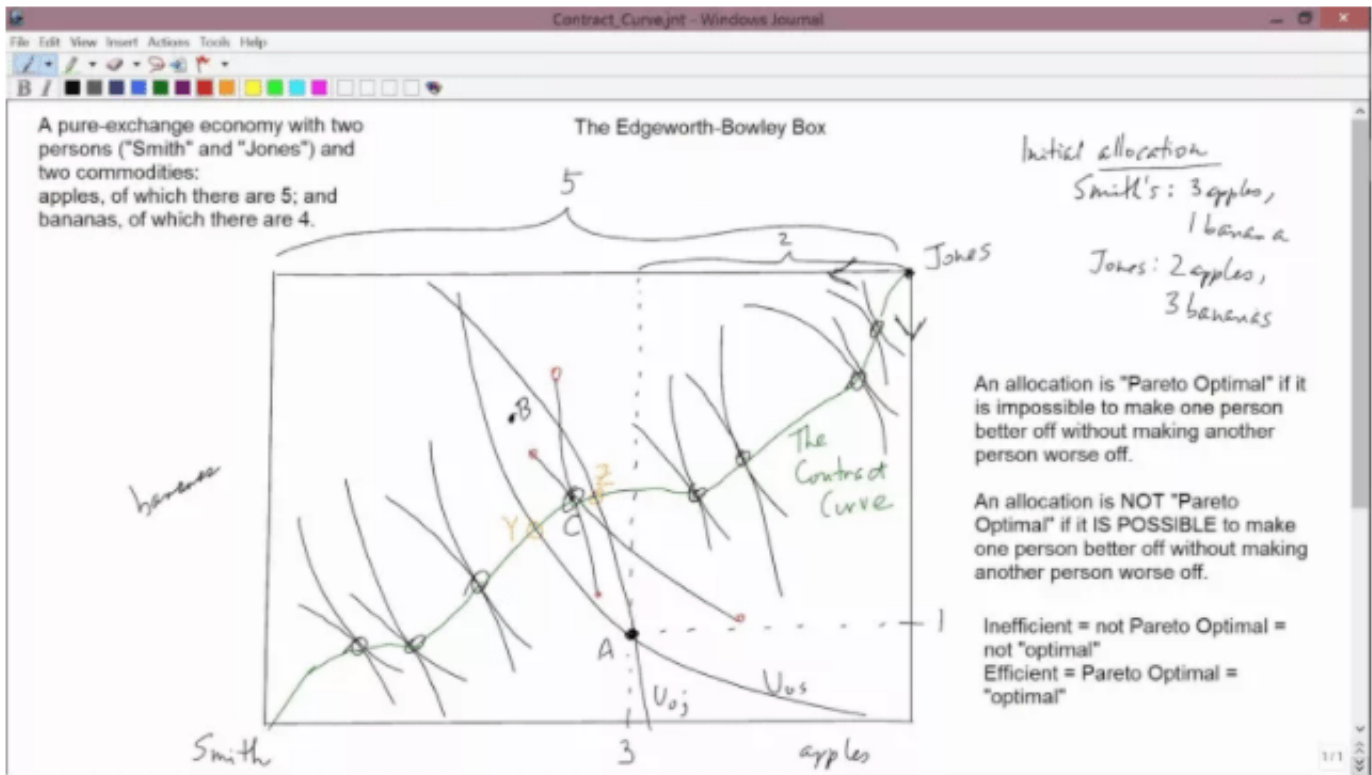 Contract_Curve.jnt - Windows Journal
File Edit View Insert Actions Tools Help
B I
A pure-exchange economy with two
persons ("Smith" and "Jones") and
two commodities:
apples, of which there are 5; and
bananas, of which there are 4.
The Edgeworth-Bowley Box
Initial allocation
Smith's: 3 apples,
1 banana
Jones: 2 apples,
3 bananas
5
2
Jones
B
The
Contract
Curve
Z
Y
C
bananas
A
1
Uoj
Uos
Smith
3
apples
An allocation is "Pareto Optimal" if it
is impossible to make one person
better off without making another
person worse off.
An allocation is NOT "Pareto
Optimal" if it IS POSSIBLE to make
one person better off without making
another person worse off.
Inefficient = not Pareto Optimal =
not "optimal"
Efficient = Pareto Optimal =
"optimal"
1/1